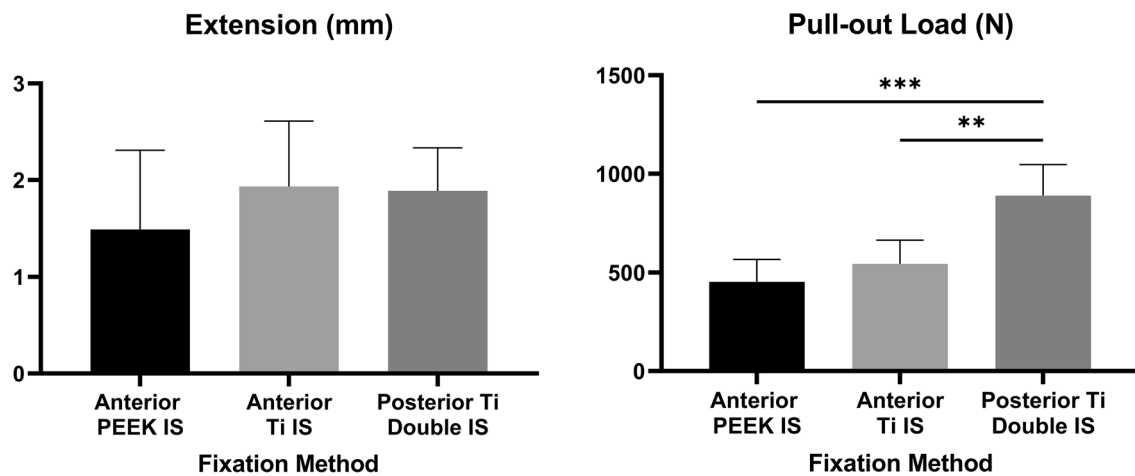 Extension (mm)
3
2
1
0
Anterior
PEEK IS
Anterior
Ti IS
Posterior Ti
Double IS
Fixation Method
Pull-out Load (N)
1500
1000
500
0
***
**
Anterior
PEEK IS
Anterior
Ti IS
Posterior Ti
Double IS
Fixation Method